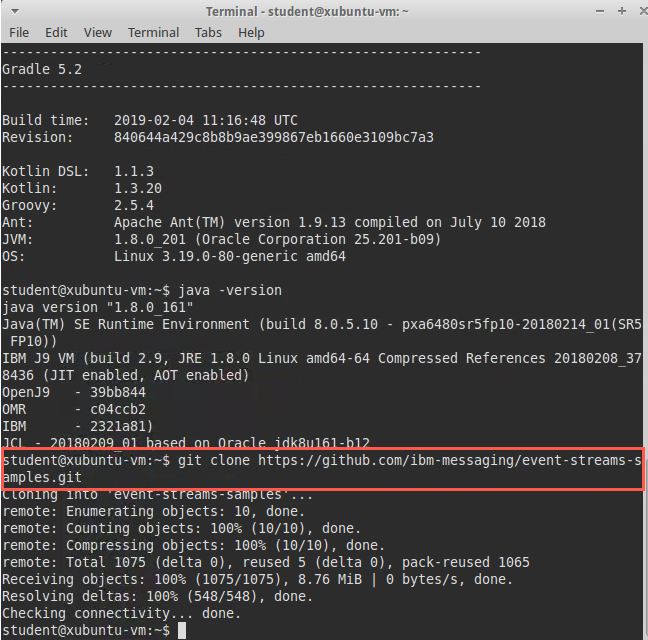 Terminal - student@xubuntu-vm: ~
File Edit View Terminal Tabs Help
------------------------------------------------------------
Gradle 5.2
------------------------------------------------------------
Build time:   2019-02-04 11:16:48 UTC
Revision:     840644a429c8b8b9ae399867eb1660e3109bc7a3
Kotlin DSL:   1.1.3
Kotlin:       1.3.20
Groovy:       2.5.4
Ant:          Apache Ant(TM) version 1.9.13 compiled on July 10 2018
JVM:          1.8.0_201 (Oracle Corporation 25.201-b09)
OS:           Linux 3.19.0-80-generic amd64
student@xubuntu-vm:~$ java -version
java version "1.8.0_161"
Java(TM) SE Runtime Environment (build 8.0.5.10 - pxa6480sr5fp10-20180214_01(SR5
 FP10))
IBM J9 VM (build 2.9, JRE 1.8.0 Linux amd64-64 Compressed References 20180208_37
8436 (JIT enabled, AOT enabled)
OpenJ9   - 39bb844
OMR      - c04ccb2
IBM      - 2321a81)
JCL - 20180209_01 based on Oracle jdk8u161-b12
student@xubuntu-vm:~$ git clone https://github.com/ibm-messaging/event-streams-s
amples.git
Cloning into 'event-streams-samples'...
remote: Enumerating objects: 10, done.
remote: Counting objects: 100% (10/10), done.
remote: Compressing objects: 100% (10/10), done.
remote: Total 1075 (delta 0), reused 5 (delta 0), pack-reused 1065
Receiving objects: 100% (1075/1075), 8.76 MiB | 0 bytes/s, done.
Resolving deltas: 100% (548/548), done.
Checking connectivity... done.
student@xubuntu-vm:~$